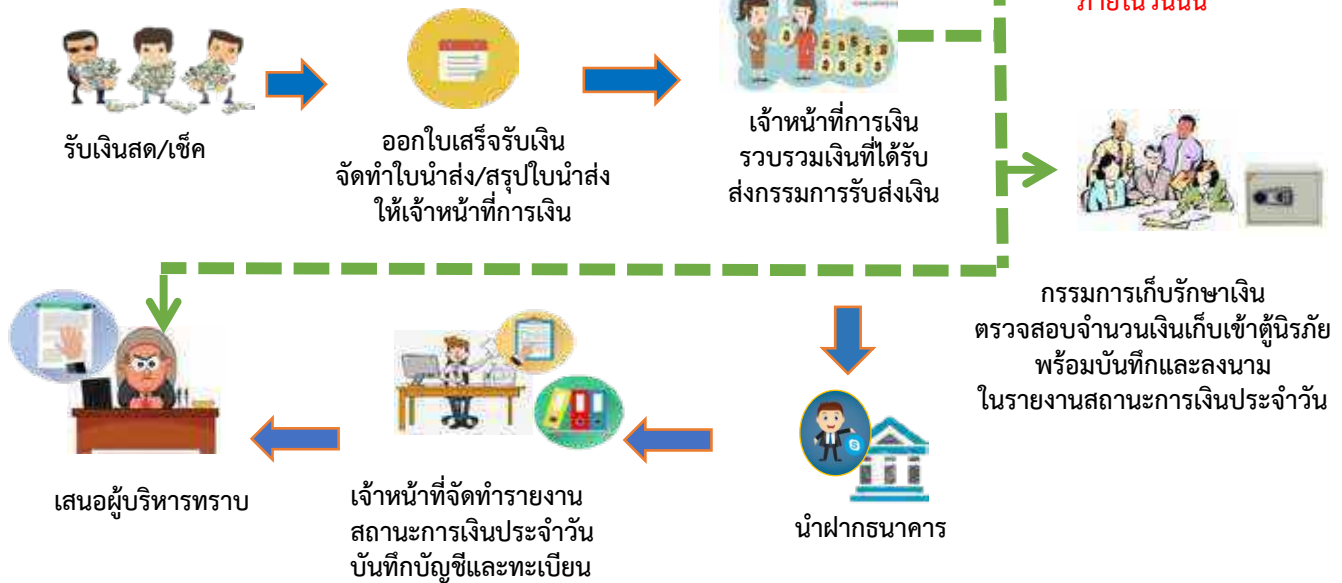 ภายในวันนั้น
รับเงินสด/เช็ค
ออกใบเสร็จรับเงิน
จัดทำใบนำส่ง/สรุปใบนำส่ง
ให้เจ้าหน้าที่การเงิน
เจ้าหน้าที่การเงิน
รวบรวมเงินที่ได้รับ
ส่งกรรมการรับส่งเงิน
กรรมการเก็บรักษาเงิน
ตรวจสอบจำนวนเงินเก็บเข้าตู้นิรภัย
พร้อมบันทึกและลงนาม
ในรายงานสถานะการเงินประจำวัน
เสนอผู้บริหารทราบ
เจ้าหน้าที่จัดทำรายงาน
สถานะการเงินประจำวัน
บันทึกบัญชีและทะเบียน
นำฝากธนาคาร